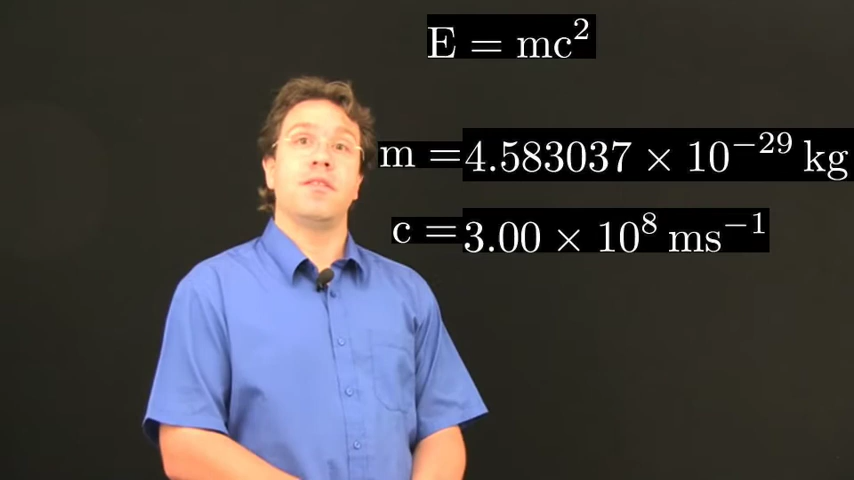 E = mc²
m = 4.583037 × 10⁻²⁹ kg
c = 3.00 × 10⁸ ms⁻¹